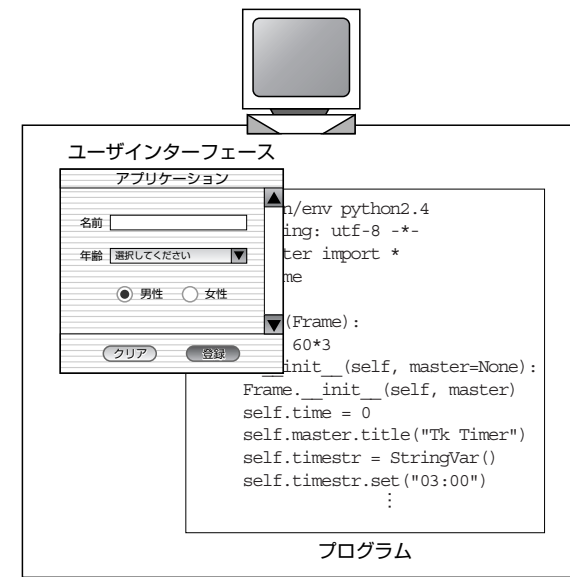 ユーザインターフェース
アプリケーション
名前
年齢 選択してください
男性 女性
クリア 登録
n/env python2.4
ing: utf-8 -*-
ter import *
me
(Frame):
60*3
__init__(self, master=None):
Frame.__init__(self, master)
self.time = 0
self.master.title("Tk Timer")
self.timestr = StringVar()
self.timestr.set("03:00")
⋮
プログラム